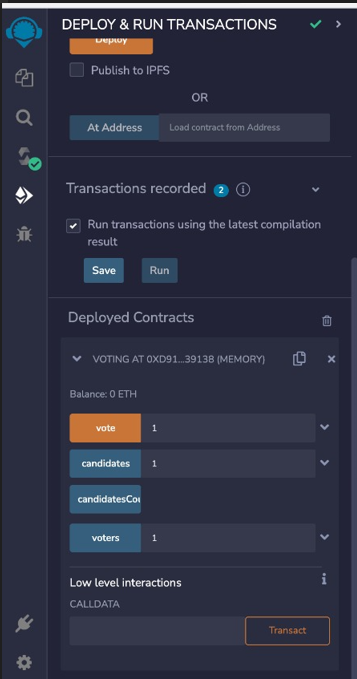 DEPLOY & RUN TRANSACTIONS
Deploy
Publish to IPFS
OR
At Address Load contract from Address
Transactions recorded 2 i
Run transactions using the latest compilation
result
Save Run
Deployed Contracts
VOTING AT 0XD91...39138 (MEMORY)
Balance: 0 ETH
vote 1
candidates 1
candidatesCou
voters 1
Low level interactions i
CALLDATA
Transact